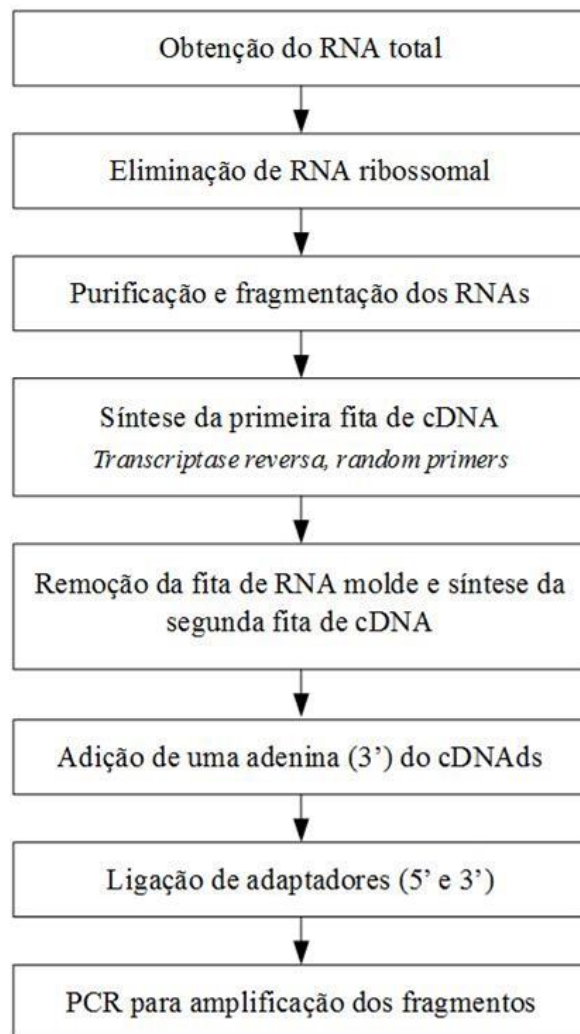 Obtenção do RNA total
Eliminação de RNA ribossomal
Purificação e fragmentação dos RNAs
Síntese da primeira fita de cDNA
Transcriptase reversa, random primers
Remoção da fita de RNA molde e síntese da
segunda fita de cDNA
Adição de uma adenina (3’) do cDNAds
Ligação de adaptadores (5’ e 3’)
PCR para amplificação dos fragmentos